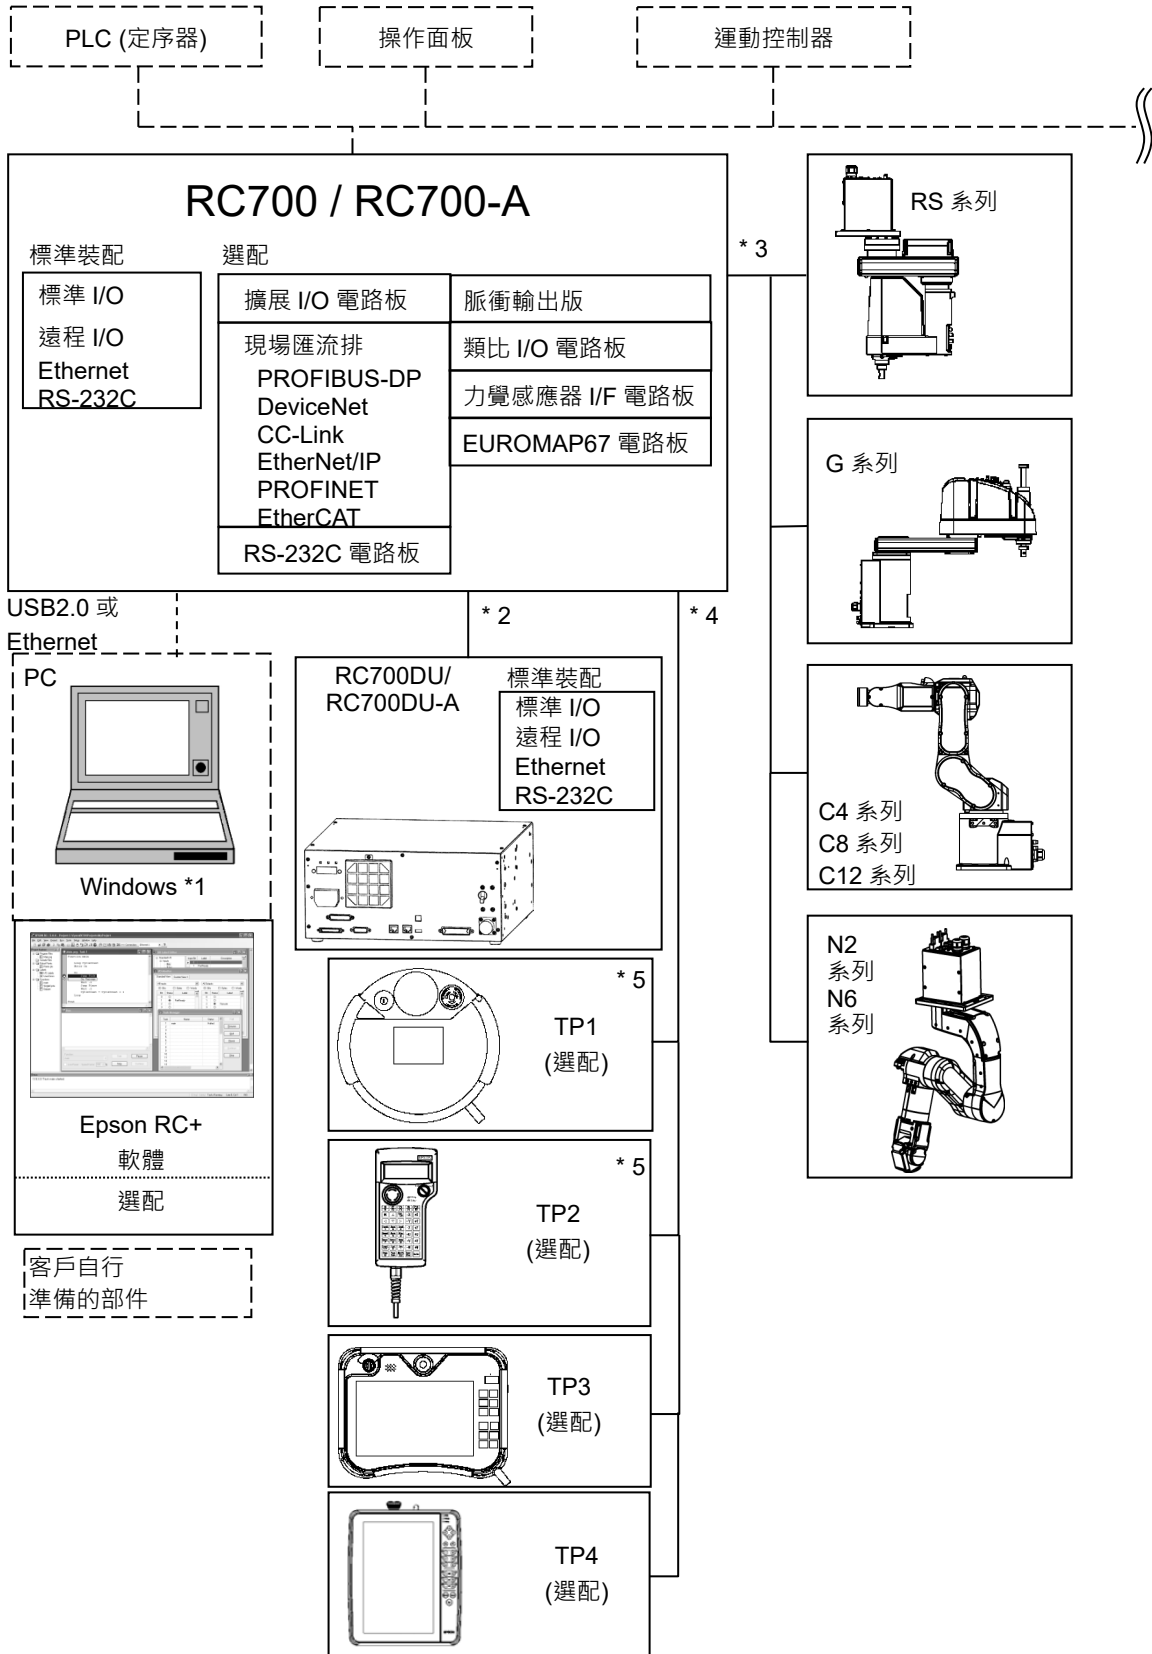 PLC (定序器)
操作面板
運動控制器
RC700 / RC700-A
標準裝配
標準 I/O
遠程 I/O
Ethernet
RS-232C
選配
擴展 I/O 電路板
現場匯流排
PROFIBUS-DP
DeviceNet
CC-Link
EtherNet/IP
PROFINET
EtherCAT
RS-232C 電路板
脈衝輸出版
類比 I/O 電路板
力覺感應器 I/F 電路板
EUROMAP67 電路板
* 3
RS 系列
G 系列
C4 系列
C8 系列
C12 系列
N2
系列
N6
系列
USB2.0 或
Ethernet
* 2
* 4
PC
Windows *1
Epson RC+
軟體
選配
客戶自行
準備的部件
RC700DU/
RC700DU-A
標準裝配
標準 I/O
遠程 I/O
Ethernet
RS-232C
* 5
TP1
(選配)
* 5
TP2
(選配)
TP3
(選配)
TP4
(選配)